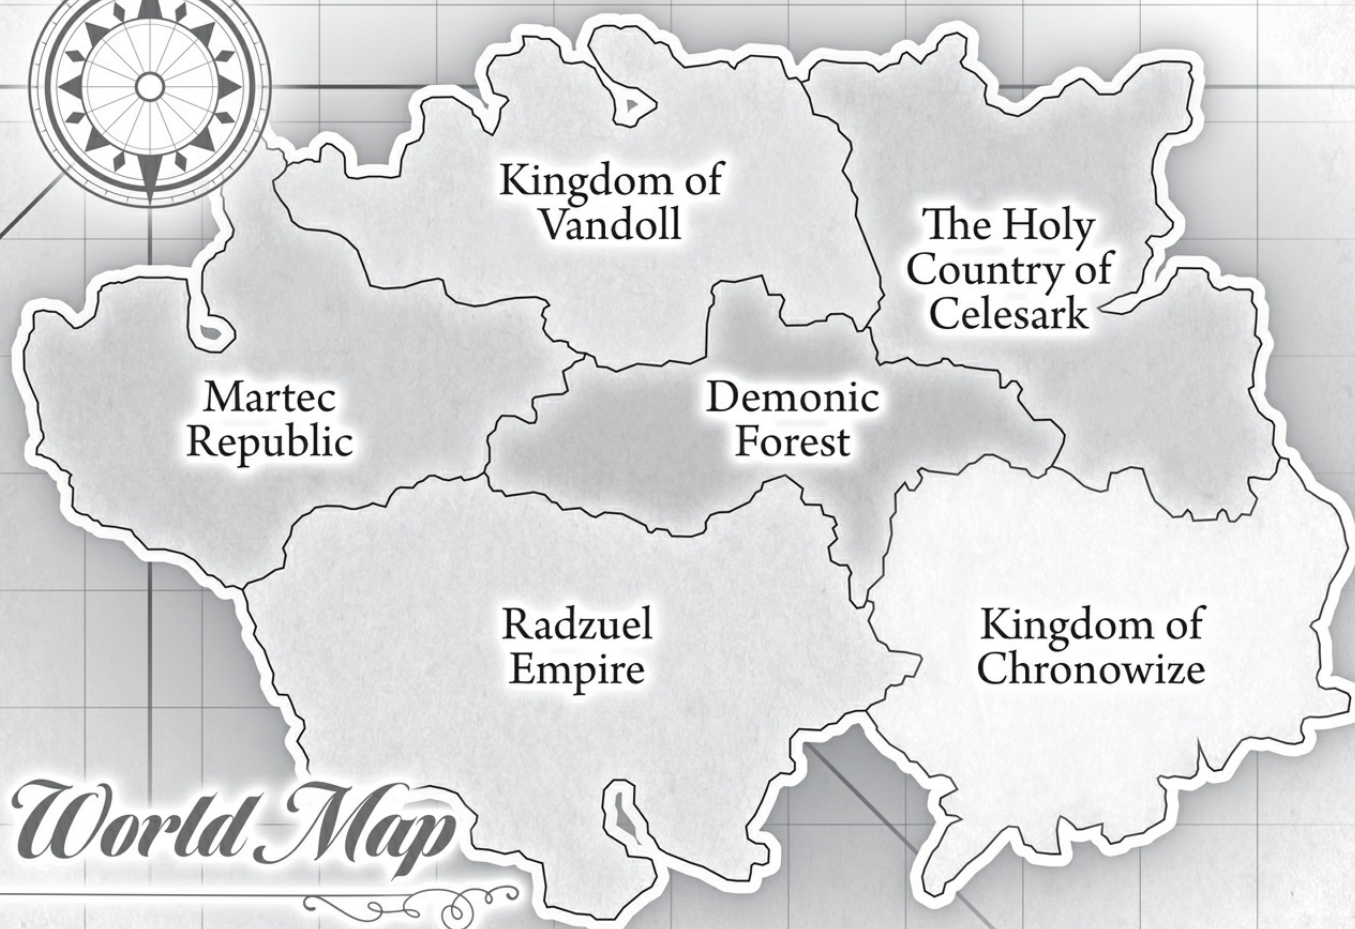 Kingdom of
Vandoll
The Holy
Country of
Celesark
Martec
Republic
Demonic
Forest
Radzuel
Empire
Kingdom of
Chronowize
World Map